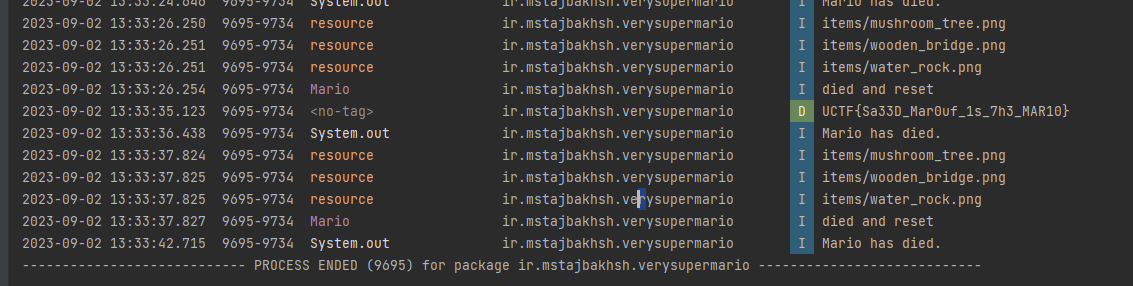 2023-09-02 13:33:24.848 9695-9734 System.out ir.mstajbakhsh.verysupermario I Mario has died.
2023-09-02 13:33:26.250 9695-9734 resource ir.mstajbakhsh.verysupermario I items/mushroom_tree.png
2023-09-02 13:33:26.251 9695-9734 resource ir.mstajbakhsh.verysupermario I items/wooden_bridge.png
2023-09-02 13:33:26.251 9695-9734 resource ir.mstajbakhsh.verysupermario I items/water_rock.png
2023-09-02 13:33:26.254 9695-9734 Mario ir.mstajbakhsh.verysupermario I died and reset
2023-09-02 13:33:35.123 9695-9734 <no-tag> ir.mstajbakhsh.verysupermario D UCTF{Sa33D_Mar0uf_1s_7h3_MAR10}
2023-09-02 13:33:36.438 9695-9734 System.out ir.mstajbakhsh.verysupermario I Mario has died.
2023-09-02 13:33:37.824 9695-9734 resource ir.mstajbakhsh.verysupermario I items/mushroom_tree.png
2023-09-02 13:33:37.825 9695-9734 resource ir.mstajbakhsh.verysupermario I items/wooden_bridge.png
2023-09-02 13:33:37.825 9695-9734 resource ir.mstajbakhsh.verysupermario I items/water_rock.png
2023-09-02 13:33:37.827 9695-9734 Mario ir.mstajbakhsh.verysupermario I died and reset
2023-09-02 13:33:42.715 9695-9734 System.out ir.mstajbakhsh.verysupermario I Mario has died.
---------------------------- PROCESS ENDED (9695) for package ir.mstajbakhsh.verysupermario ----------------------------